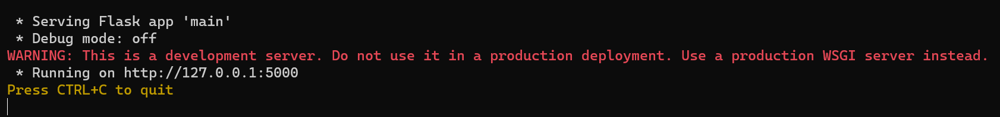 * Serving Flask app 'main'
* Debug mode: off
WARNING: This is a development server. Do not use it in a production deployment. Use a production WSGI server instead.
* Running on http://127.0.0.1:5000
Press CTRL+C to quit